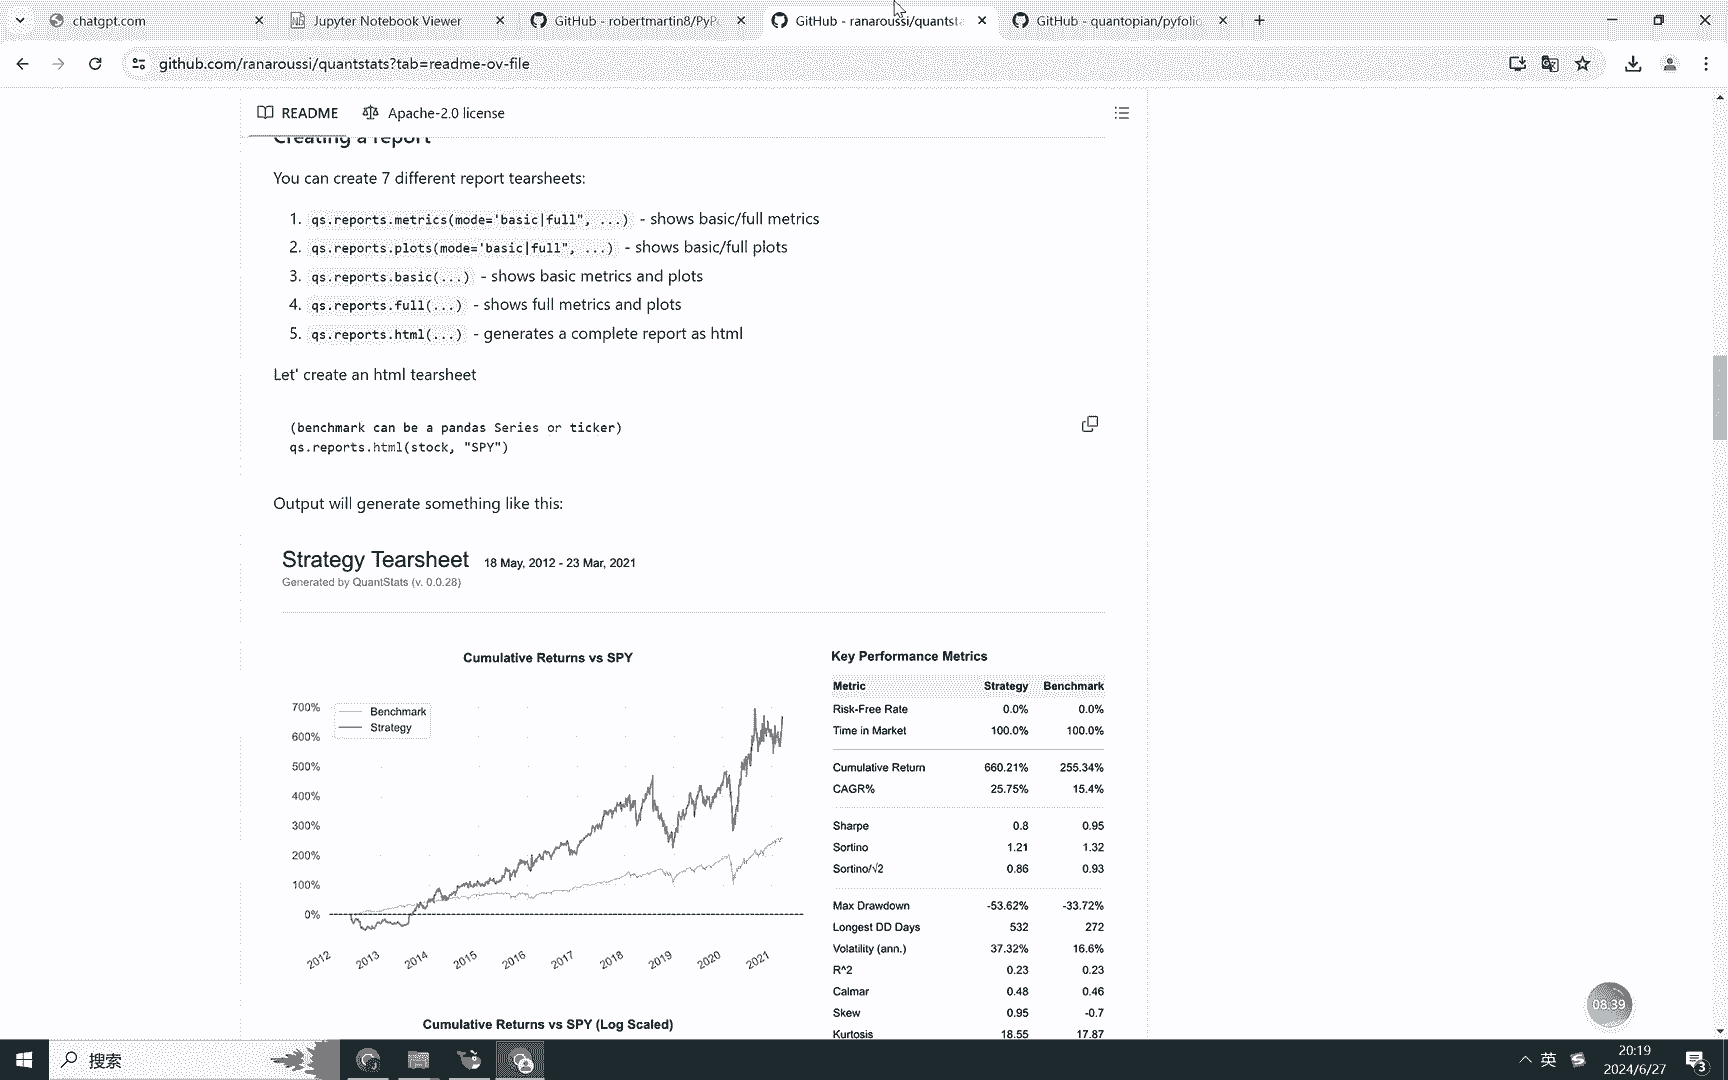 chatgpt.com
Jupyter Notebook Viewer
GitHub - robertmartin8/PyP
GitHub - ranaroussi/quantsta
GitHub - quantopian/pyfolio
github.com/ranaroussi/quantstats?tab=readme-ov-file
README
Apache-2.0 license
Creating a report
You can create 7 different report tearsheets:
1. qs.reports.metrics(mode='basic|full", ...) - shows basic/full metrics
2. qs.reports.plots(mode='basic|full", ...) - shows basic/full plots
3. qs.reports.basic(...) - shows basic metrics and plots
4. qs.reports.full(...) - shows full metrics and plots
5. qs.reports.html(...) - generates a complete report as html
Let' create an html tearsheet
(benchmark can be a pandas Series or ticker)
qs.reports.html(stock, "SPY")
Output will generate something like this:
Strategy Tearsheet 18 May, 2012 - 23 Mar, 2021
Generated by QuantStats (v. 0.0.28)
Cumulative Returns vs SPY
700%
600%
500%
400%
300%
200%
100%
0%
Benchmark
Strategy
2012 2013 2014 2015 2016 2017 2018 2019 2020 2021
Cumulative Returns vs SPY (Log Scaled)
Key Performance Metrics
Metric Strategy Benchmark
Risk-Free Rate 0.0% 0.0%
Time in Market 100.0% 100.0%
Cumulative Return 660.21% 255.34%
CAGR% 25.75% 15.4%
Sharpe 0.8 0.95
Sortino 1.21 1.32
Sortino/√2 0.86 0.93
Max Drawdown -53.62% -33.72%
Longest DD Days 532 272
Volatility (ann.) 37.32% 16.6%
R^2 0.23 0.23
Calmar 0.48 0.46
Skew 0.95 -0.7
Kurtosis 18.55 17.87
08:39
搜索
英
20:19
2024/6/27
3